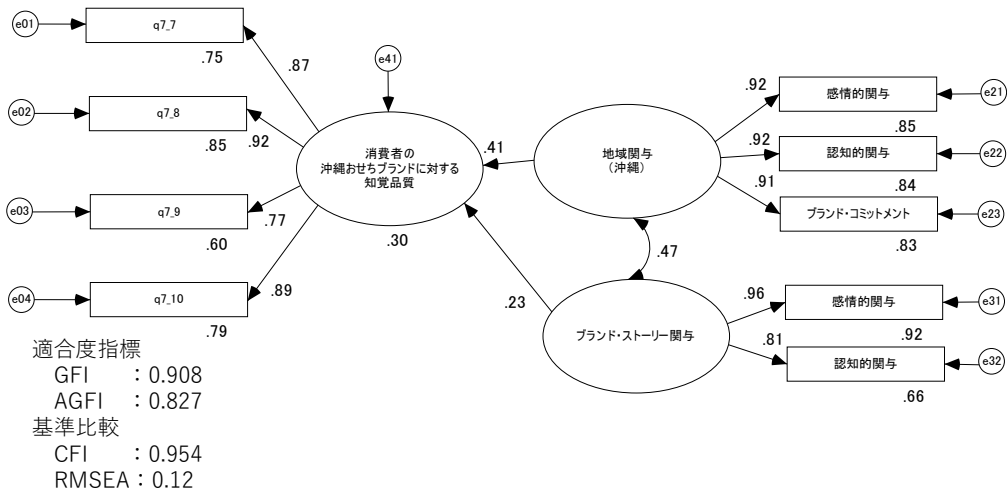 e01
q7_7
.75
.87
e02
q7_8
.85
.92
e03
q7_9
.60
.77
e04
q7_10
.79
.89
e41
消費者の
沖縄おせちブランドに対する
知覚品質
.30
.41
.23
地域関与
（沖縄）
.47
ブランド・ストーリー関与
.92
感情的関与
.85
e21
.92
認知的関与
.84
e22
.91
ブランド・コミットメント
.83
e23
.96
感情的関与
.92
e31
.81
認知的関与
.66
e32
適合度指標
GFI ：0.908
AGFI ：0.827
基準比較
CFI ：0.954
RMSEA：0.12